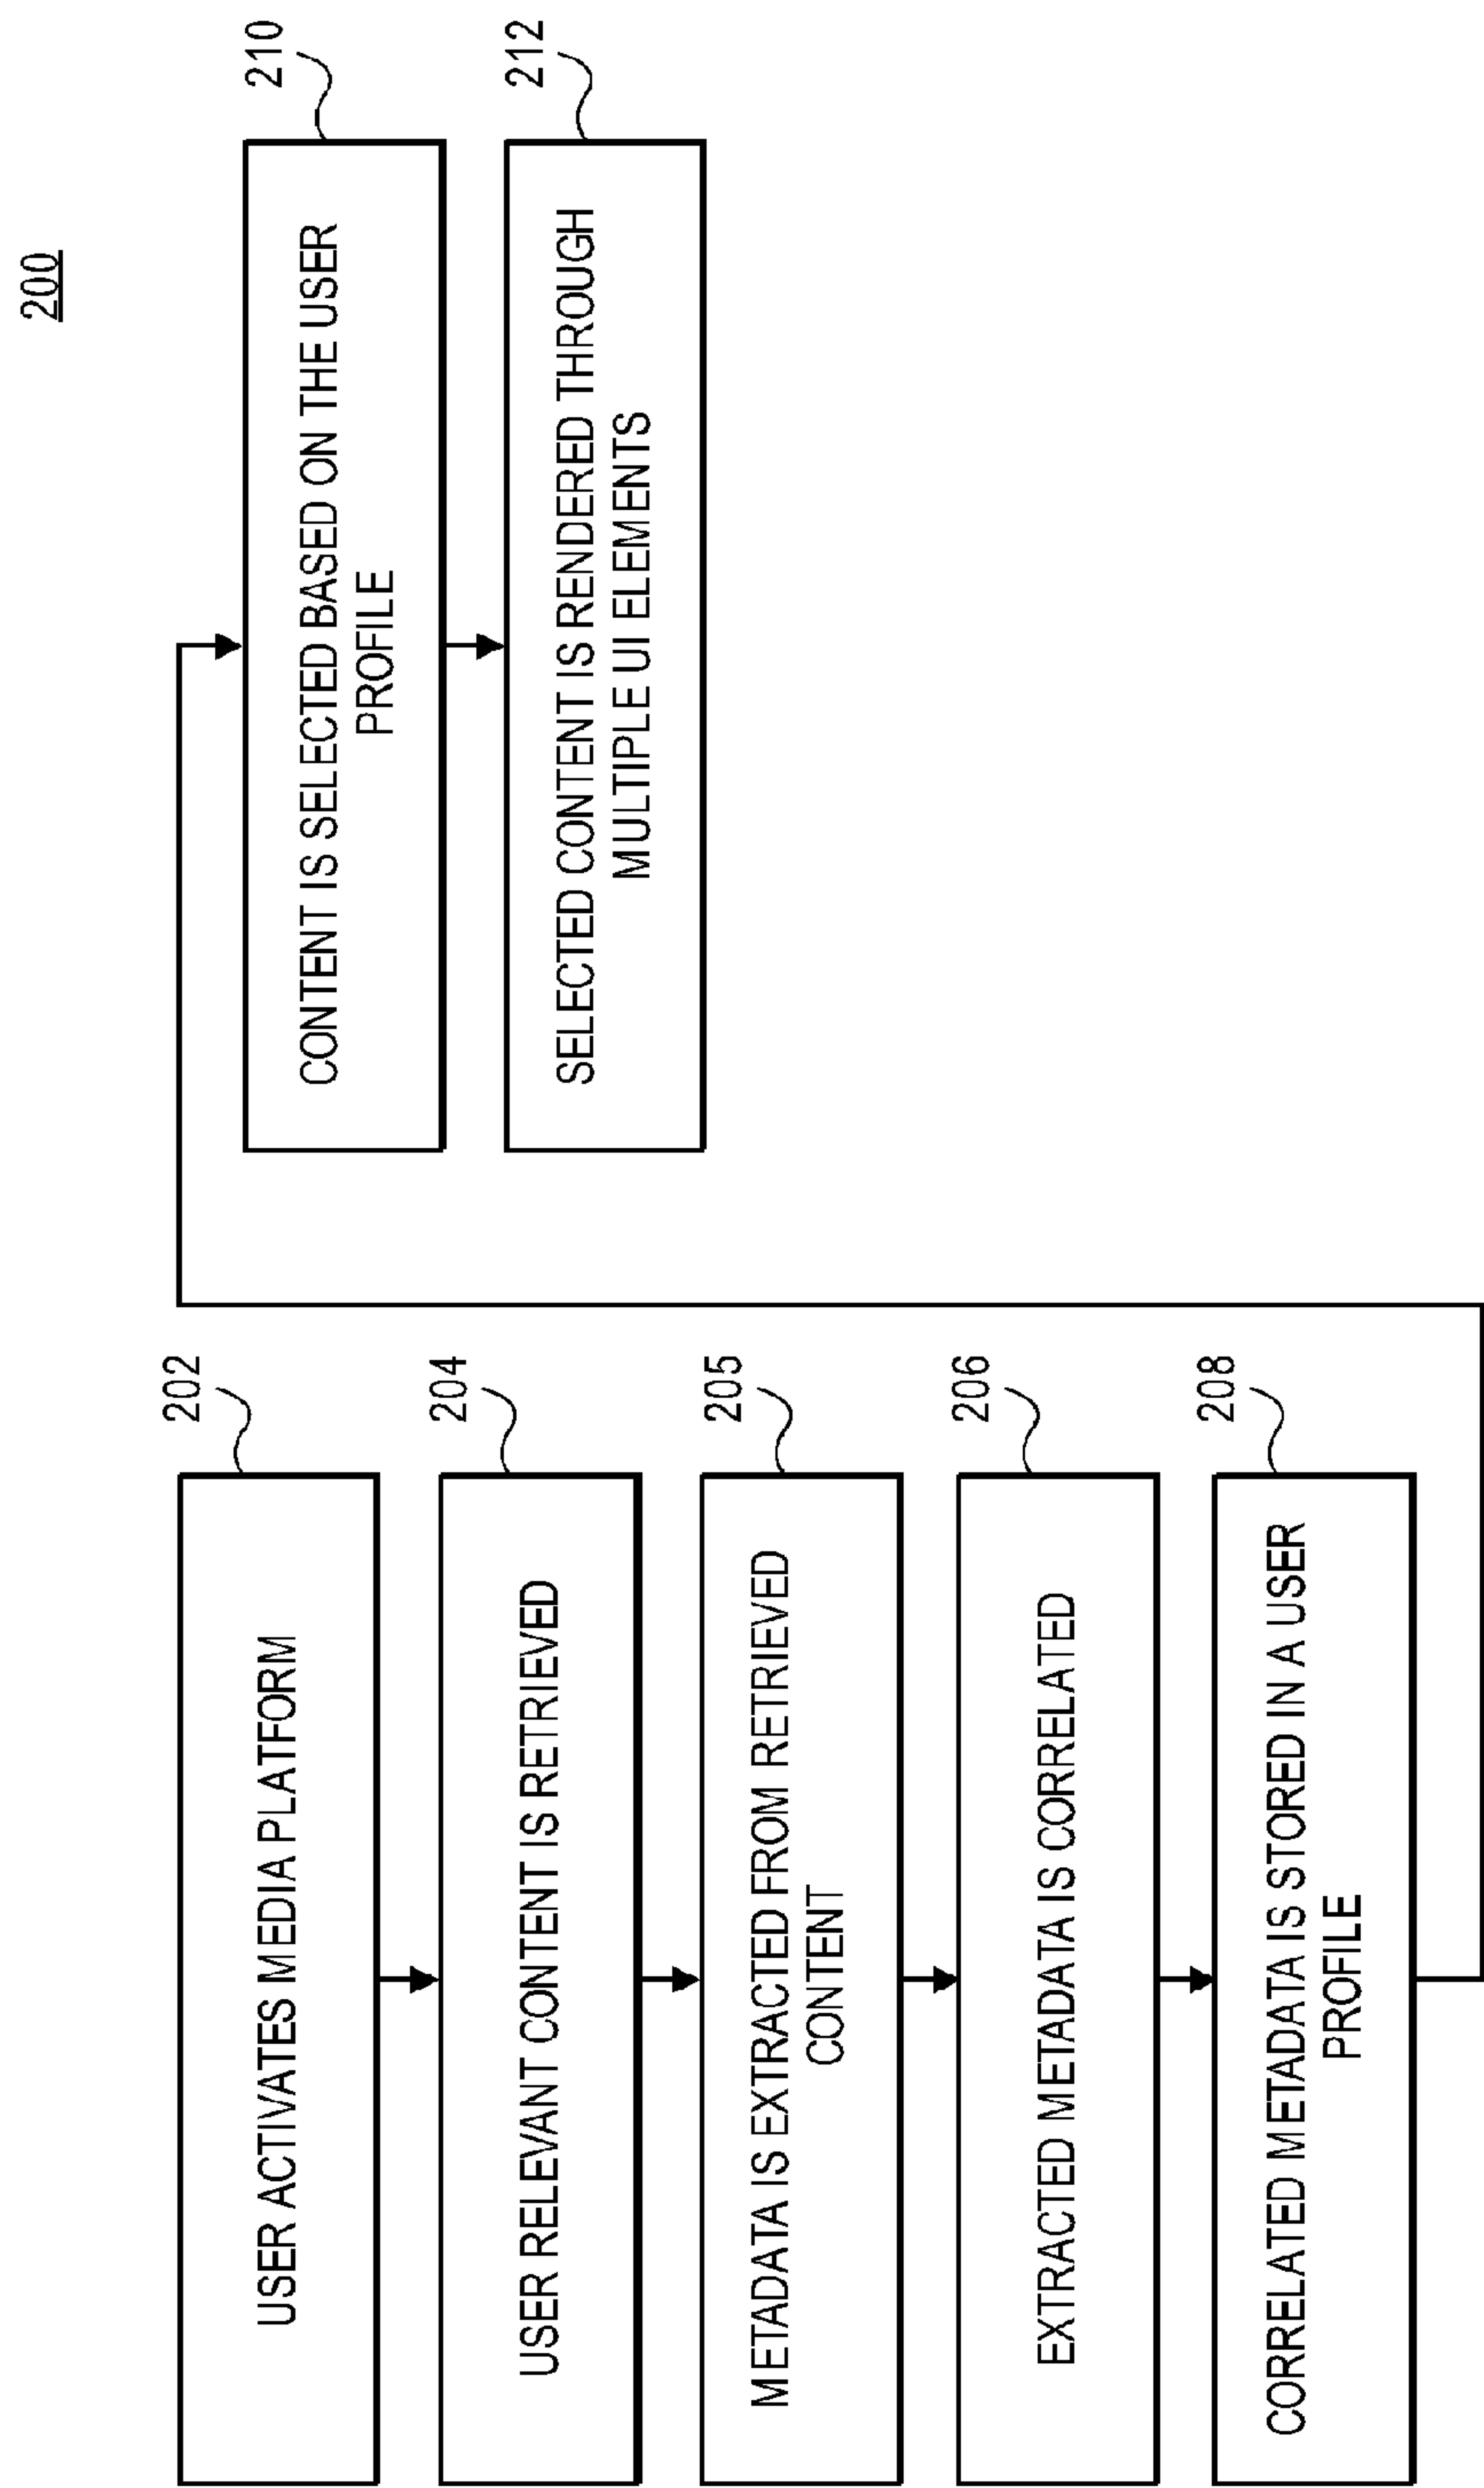 200
202
USER ACTIVATES MEDIA PLATFORM
204
USER RELEVANT CONTENT IS RETRIEVED
205
METADATA IS EXTRACTED FROM RETRIEVED
CONTENT
206
EXTRACTED METADATA IS CORRELATED
208
CORRELATED METADATA IS STORED IN A USER
PROFILE
210
CONTENT IS SELECTED BASED ON THE USER
PROFILE
212
SELECTED CONTENT IS RENDERED THROUGH
MULTIPLE UI ELEMENTS